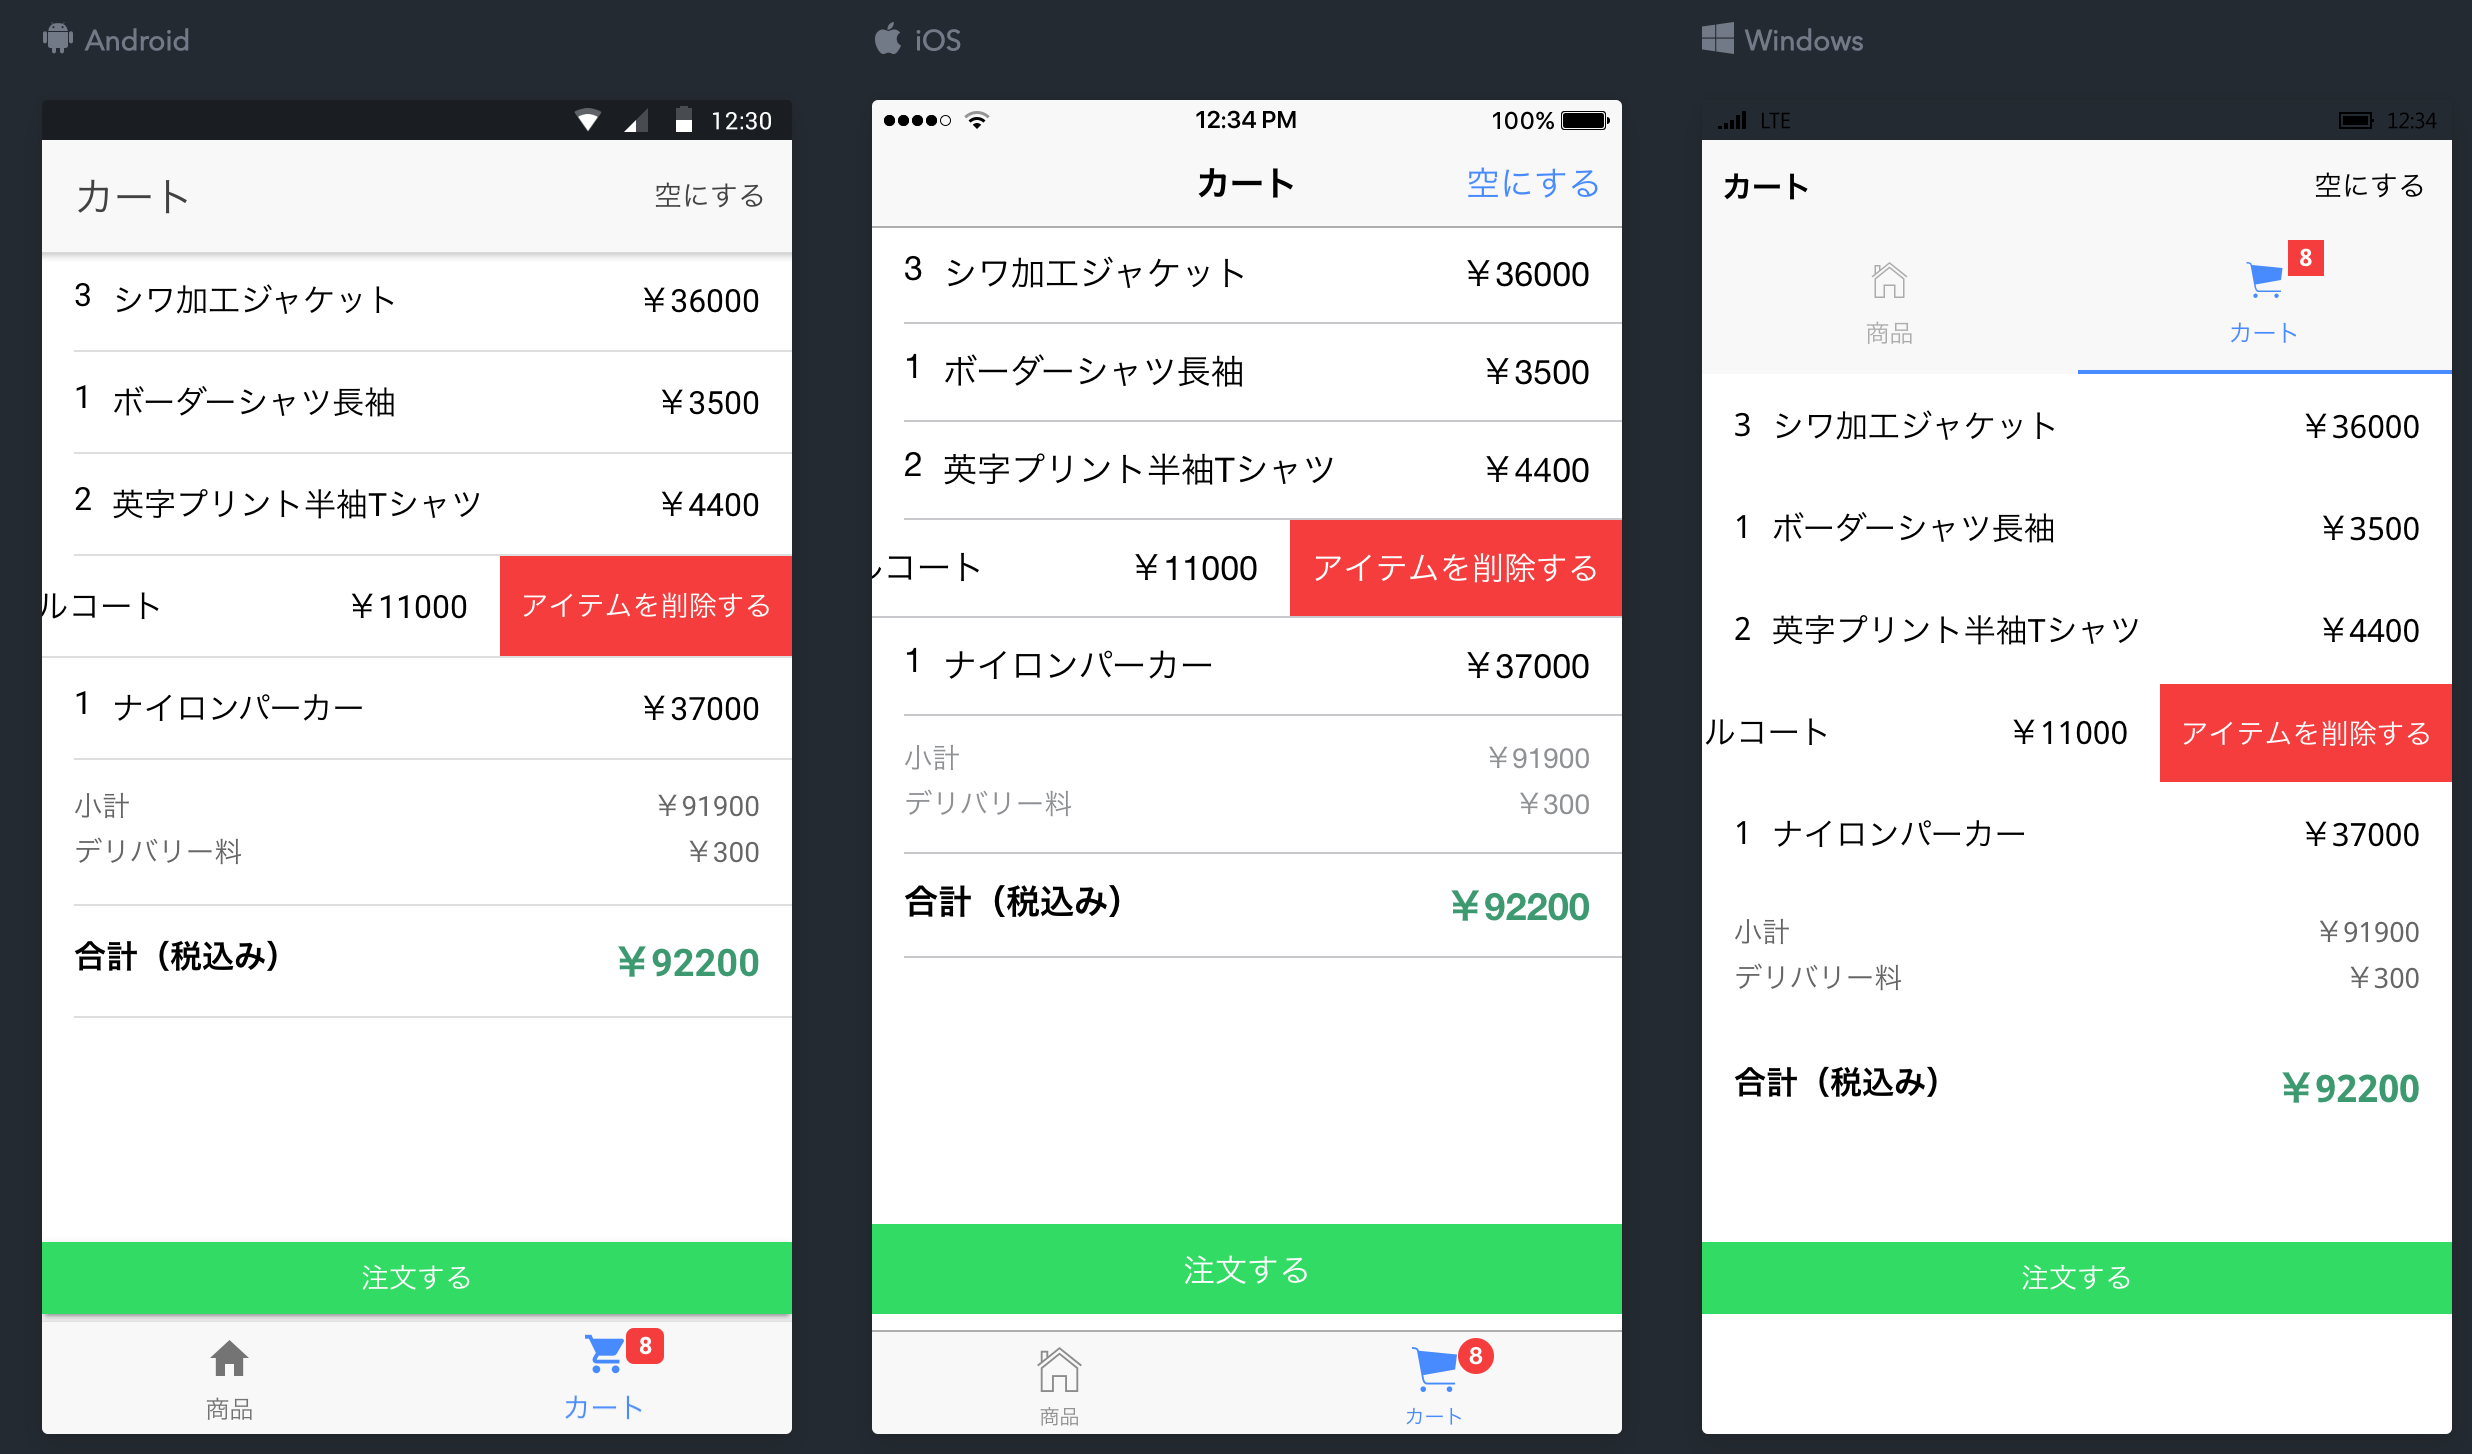 Android
12:30
カート 空にする
3 シワ加工ジャケット ¥36000
1 ボーダーシャツ長袖 ¥3500
2 英字プリント半袖Tシャツ ¥4400
ルコート ¥11000 アイテムを削除する
1 ナイロンパーカー ¥37000
小計 ¥91900
デリバリー料 ¥300
合計（税込み） ¥92200
注文する
8
商品 カート
iOS
12:34 PM 100%
カート 空にする
3 シワ加工ジャケット ¥36000
1 ボーダーシャツ長袖 ¥3500
2 英字プリント半袖Tシャツ ¥4400
ルコート ¥11000 アイテムを削除する
1 ナイロンパーカー ¥37000
小計 ¥91900
デリバリー料 ¥300
合計（税込み） ¥92200
注文する
8
商品 カート
Windows
LTE 12:34
カート 空にする
8
商品 カート
3 シワ加工ジャケット ¥36000
1 ボーダーシャツ長袖 ¥3500
2 英字プリント半袖Tシャツ ¥4400
ルコート ¥11000 アイテムを削除する
1 ナイロンパーカー ¥37000
小計 ¥91900
デリバリー料 ¥300
合計（税込み） ¥92200
注文する